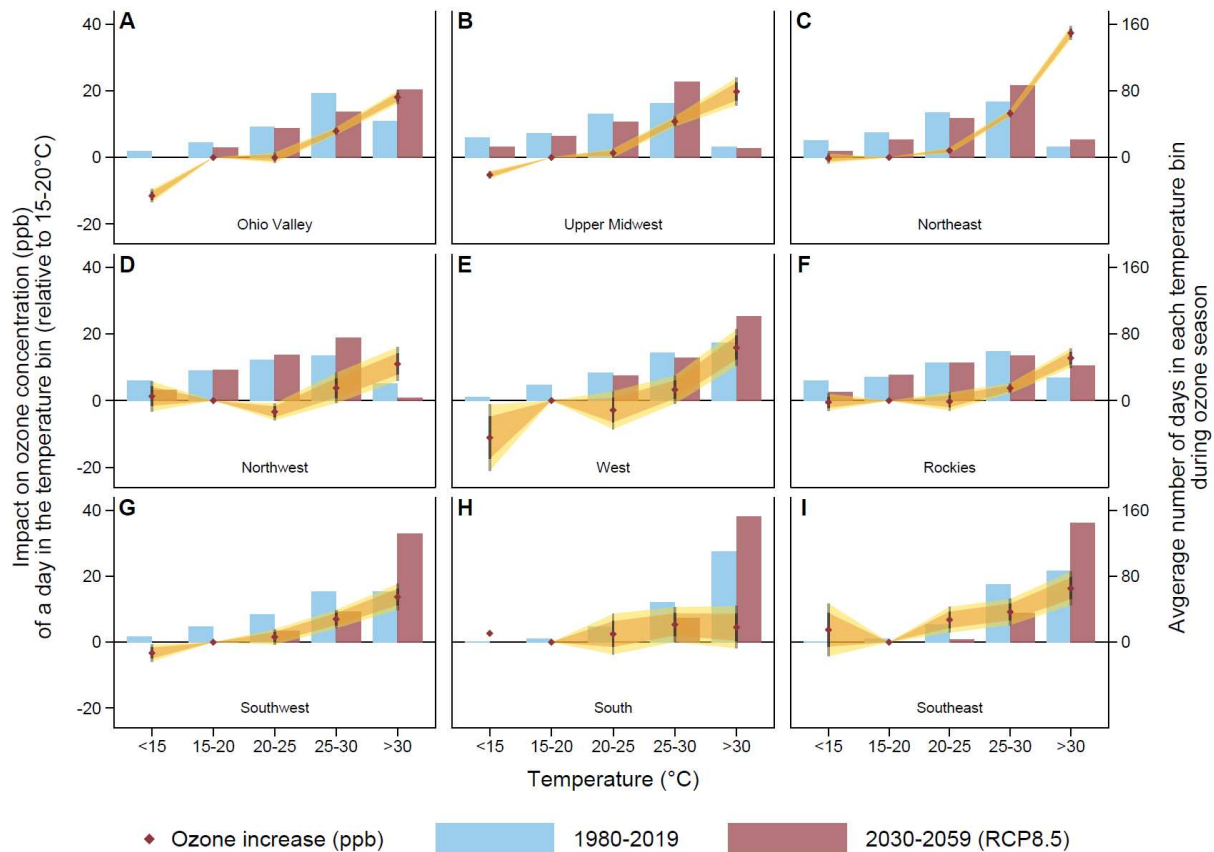 A
B
C
40
20
0
-20
160
80
0
Ohio Valley
Upper Midwest
Northeast
D
E
F
40
20
0
-20
160
80
0
Northwest
West
Rockies
G
H
I
40
20
0
-20
160
80
0
Southwest
South
Southeast
Impact on ozone concentration (ppb)
of a day in the temperature bin (relative to 15-20°C)
Avgerage number of days in each temperature bin
during ozone season
<15 15-20 20-25 25-30 >30
<15 15-20 20-25 25-30 >30
<15 15-20 20-25 25-30 >30
Temperature (°C)
Ozone increase (ppb) 1980-2019 2030-2059 (RCP8.5)